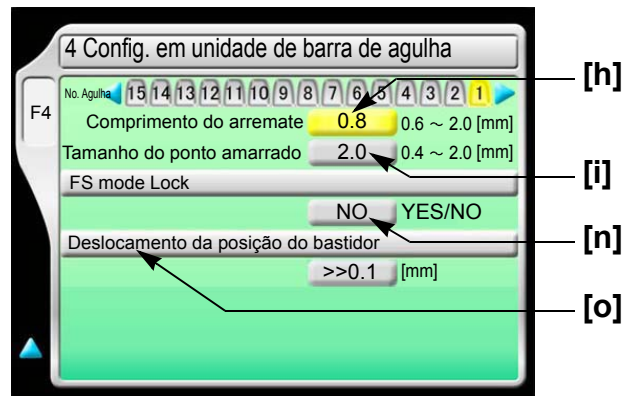 4 Config. em unidade de barra de agulha
[h]
F4
No. Agulha 15 14 13 12 11 10 9 8 7 6 5 4 3 2 1
Comprimento do arremate 0.8 0.6 ~ 2.0 [mm]
Tamanho do ponto amarrado 2.0 0.4 ~ 2.0 [mm]
[i]
FS mode Lock
NO YES/NO
[n]
Deslocamento da posição do bastidor
>>0.1 [mm]
[o]